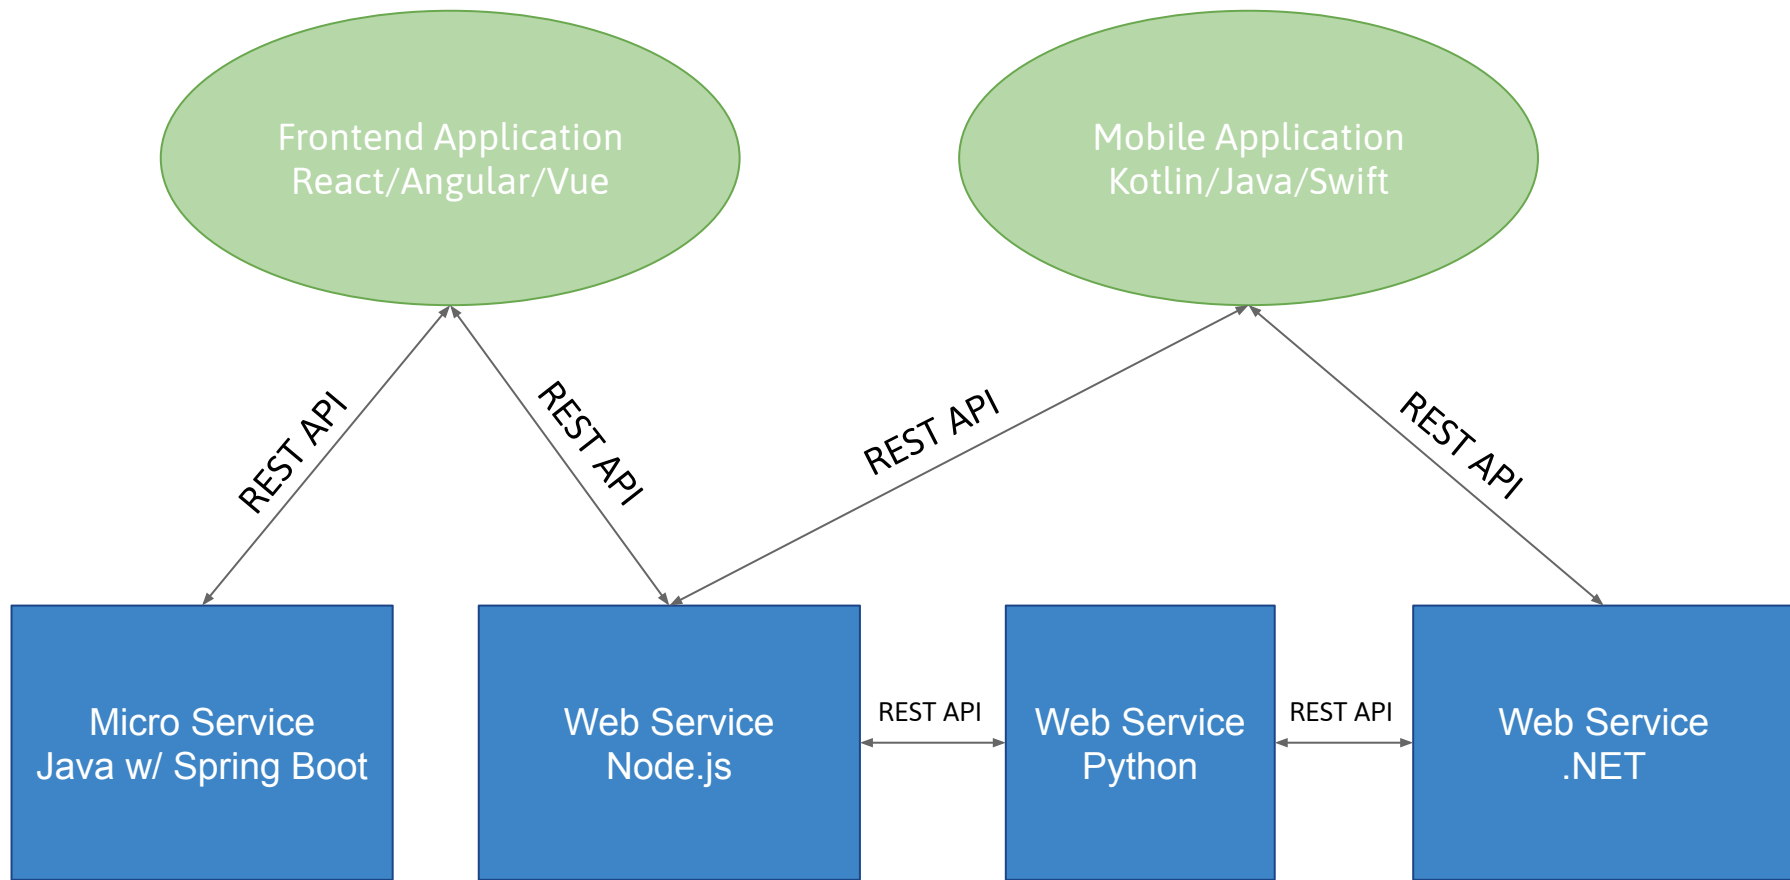 Frontend Application
React/Angular/Vue
Mobile Application
Kotlin/Java/Swift
REST API
REST API
REST API
REST API
Micro Service
Java w/ Spring Boot
Web Service
Node.js
REST API
Web Service
Python
REST API
Web Service
.NET